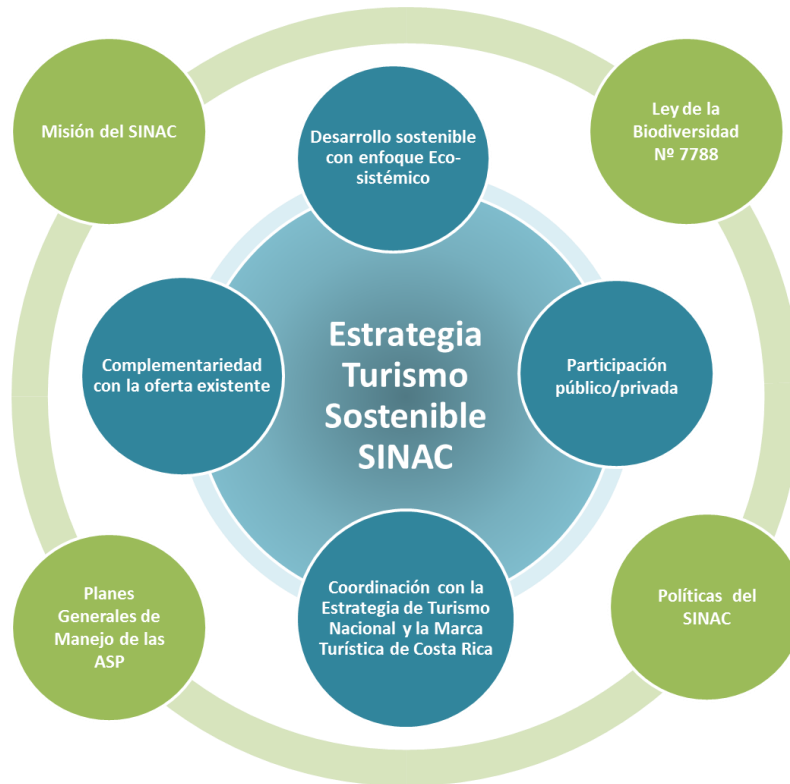 Misión del SINAC
Desarrollo sostenible
con enfoque Eco-
sistémico
Ley de la
Biodiversidad
Nº 7788
Complementariedad
con la oferta existente
Estrategia
Turismo
Sostenible
SINAC
Participación
público/privada
Planes
Generales de
Manejo de las
ASP
Coordinación con la
Estrategia de Turismo
Nacional y la Marca
Turística de Costa Rica
Políticas del
SINAC